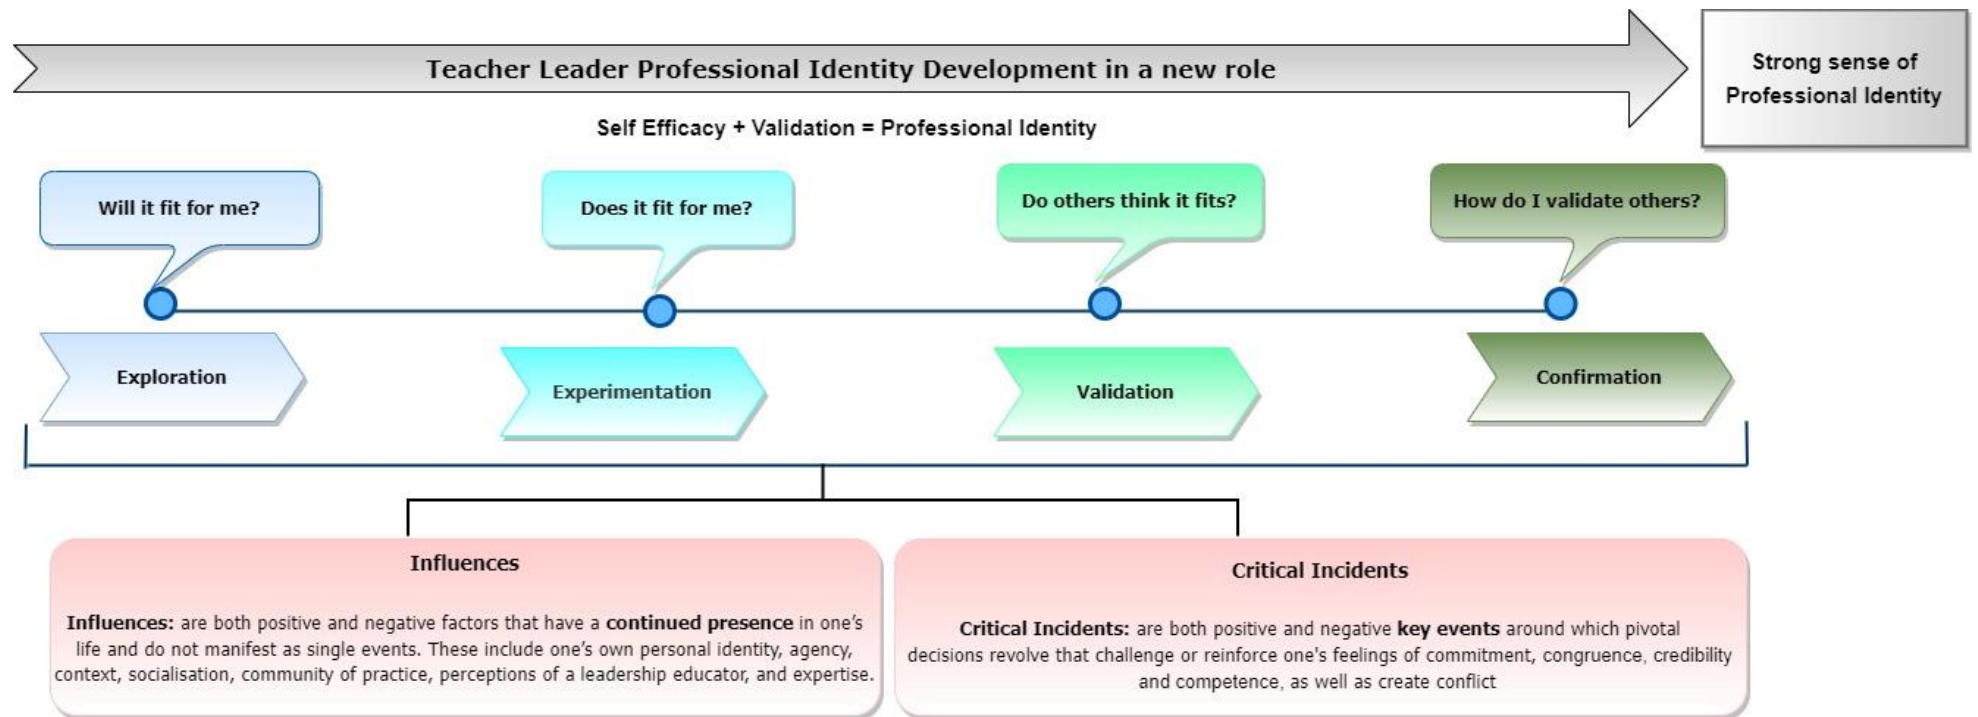 Teacher Leader Professional Identity Development in a new role
Strong sense of
Professional Identity
Self Efficacy + Validation = Professional Identity
Will it fit for me?
Does it fit for me?
Do others think it fits?
How do I validate others?
Exploration
Experimentation
Validation
Confirmation
Influences
Influences: are both positive and negative factors that have a continued presence in one’s
life and do not manifest as single events. These include one’s own personal identity, agency,
context, socialisation, community of practice, perceptions of a leadership educator, and expertise.
Critical Incidents
Critical Incidents: are both positive and negative key events around which pivotal
decisions revolve that challenge or reinforce one's feelings of commitment, congruence, credibility
and competence, as well as create conflict